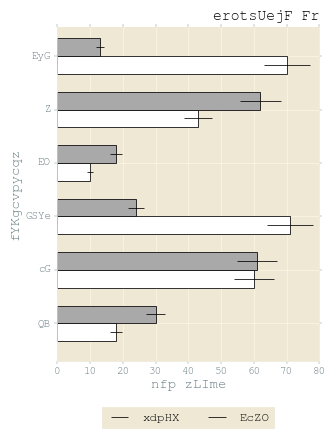 erotsUejF Fr
EyG
Z
EO
GSYe
cG
QB
fYKgcvpycqz
0 10 20 30 40 50 60 70 80
nfp zLIme
xdpHX EcZO